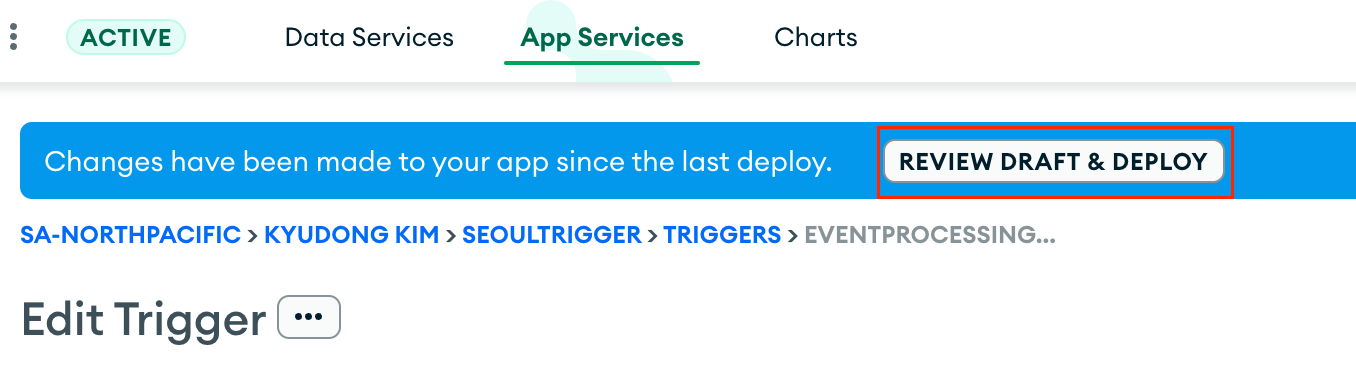 ACTIVE Data Services App Services Charts
Changes have been made to your app since the last deploy. REVIEW DRAFT & DEPLOY
SA-NORTHPACIFIC > KYUDONG KIM > SEOULTRIGGER > TRIGGERS > EVENTPROCESSING...
Edit Trigger •••